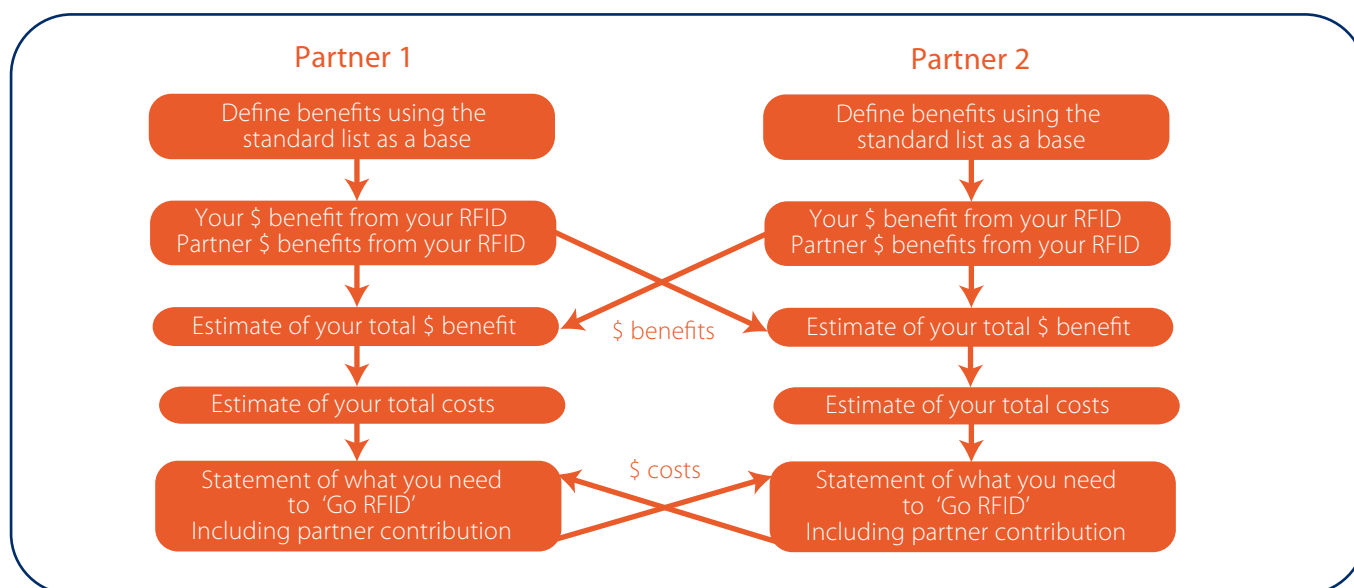 Partner 1
Define benefits using the
standard list as a base
Your $ benefit from your RFID
Partner $ benefits from your RFID
Estimate of your total $ benefit
Estimate of your total costs
Statement of what you need
to 'Go RFID'
Including partner contribution
$ benefits
$ costs
Partner 2
Define benefits using the
standard list as a base
Your $ benefit from your RFID
Partner $ benefits from your RFID
Estimate of your total $ benefit
Estimate of your total costs
Statement of what you need
to 'Go RFID'
Including partner contribution